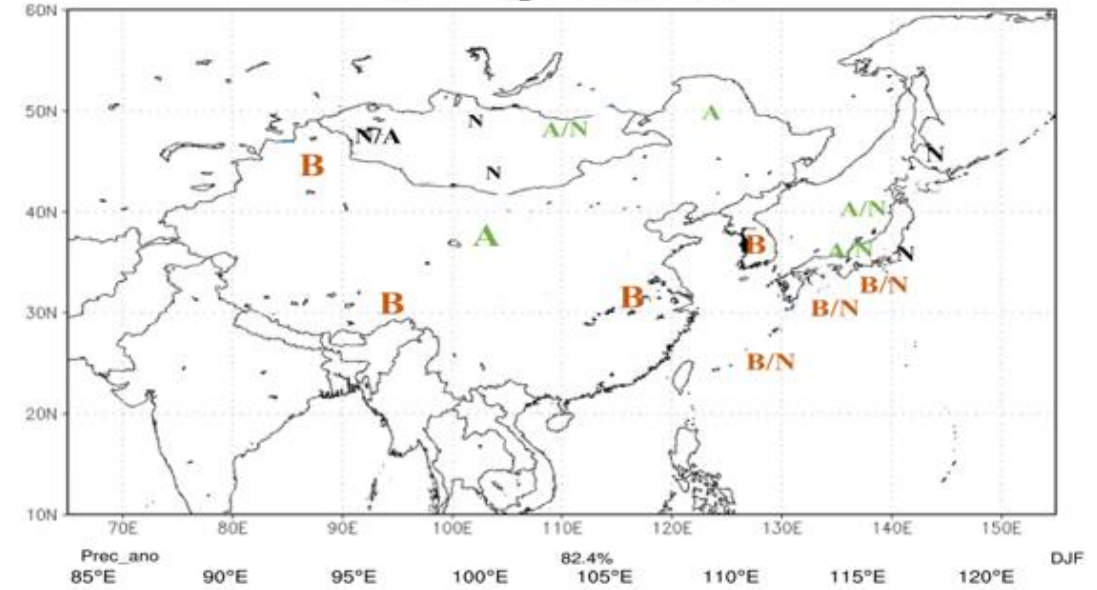 60N
50N
40N
30N
20N
10N
A
N
A/N
N/A
N
B
N
A/N
A
B
A/N
N
B/N
B
B
B/N
B/N
70E 80E 90E 100E 110E 120E 130E 140E 150E
Prec_ano 82.4% DJF
85°E 90°E 95°E 100°E 105°E 110°E 115°E 120°E